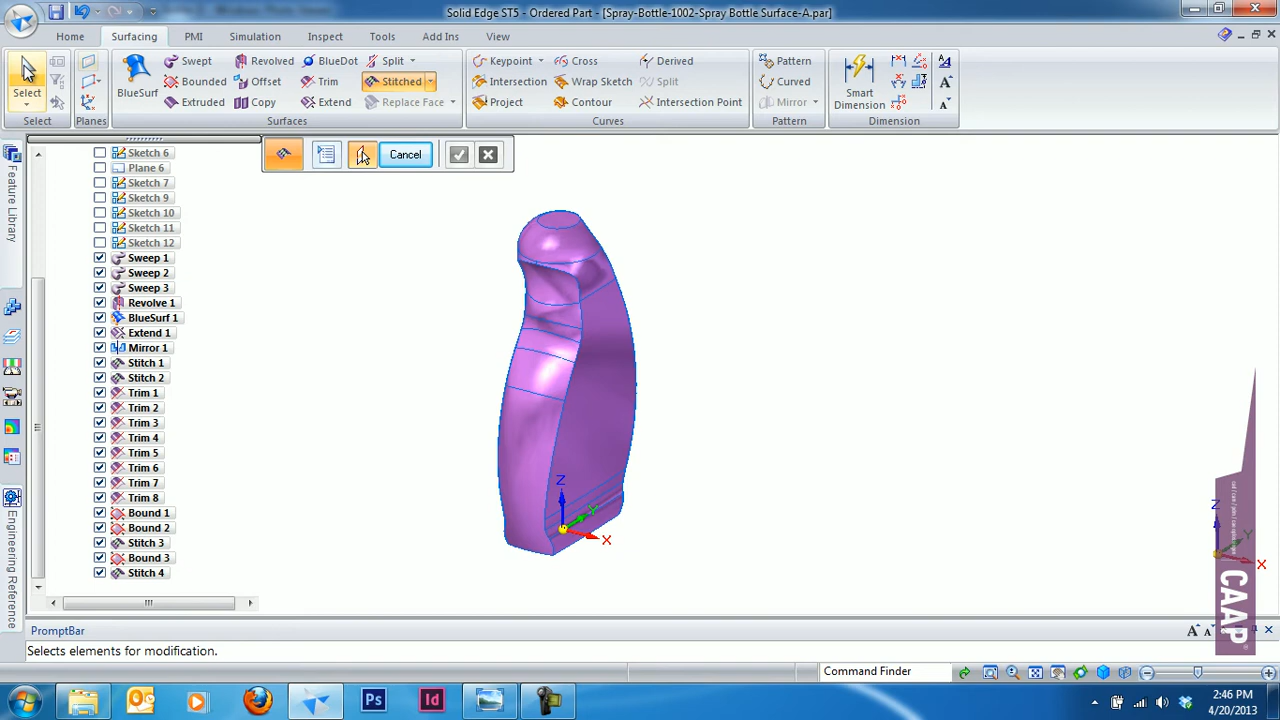 Solid Edge ST5 - Ordered Part - [Spray-Bottle-1002-Spray Bottle Surface-A.par]
Home Surfacing PMI Simulation Inspect Tools Add Ins View
Swept Revolved BlueDot Split Keypoint Cross Derived Pattern
Select BlueSurf Bounded Offset Trim Stitched Intersection Wrap Sketch Split Curved Smart Dimension
Extruded Copy Extend Replace Face Project Contour Intersection Point Mirror
Select Planes Surfaces Curves Pattern Dimension
Cancel
Feature Library
Engineering Reference
Sketch 6
Plane 6
Sketch 7
Sketch 9
Sketch 10
Sketch 11
Sketch 12
Sweep 1
Sweep 2
Sweep 3
Revolve 1
BlueSurf 1
Extend 1
Mirror 1
Stitch 1
Stitch 2
Trim 1
Trim 2
Trim 3
Trim 4
Trim 5
Trim 6
Trim 7
Trim 8
Bound 1
Bound 2
Stitch 3
Bound 3
Stitch 4
Z
Y
X
Z
Y
X
CAAP
PromptBar
Selects elements for modification.
Command Finder
Ps Id
2:46 PM
4/20/2013